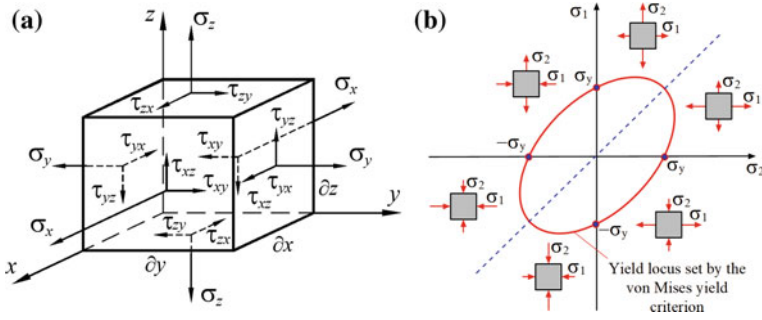 (a)
z
σz
τzx
τzy
σx
τyz
τyx
τxy
σy
σy
τxz
τyz
τxy
τyx
∂z
τxz
y
σx
τzy
τzx
∂x
x
∂y
σz
(b)
σ1
σ2
σ1
σ2
σ1
σy
σ2
σ1
−σy
σy
σ2
σ2
σ1
σ2
σ1
−σy
σ2
σ1
Yield locus set by the
von Mises yield
criterion